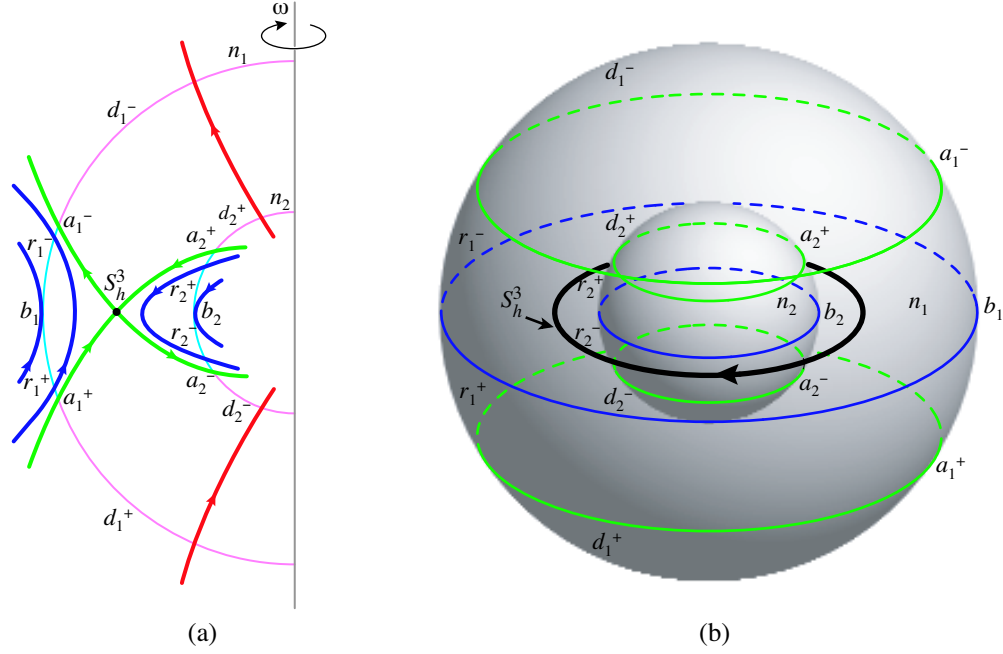 ω
n₁
d₁⁻
n₂
d₂⁺
a₁⁻
a₂⁺
r₁⁻
S³ₕ
r₂⁺
b₁
b₂
r₂⁻
r₁⁺
a₁⁺
a₂⁻
d₂⁻
d₁⁺
(a)
d₁⁻
a₁⁻
d₂⁺
a₂⁺
r₁⁻
r₂⁺
S³ₕ
n₂
b₂
n₁
b₁
r₂⁻
r₁⁺
d₂⁻
a₂⁻
a₁⁺
d₁⁺
(b)